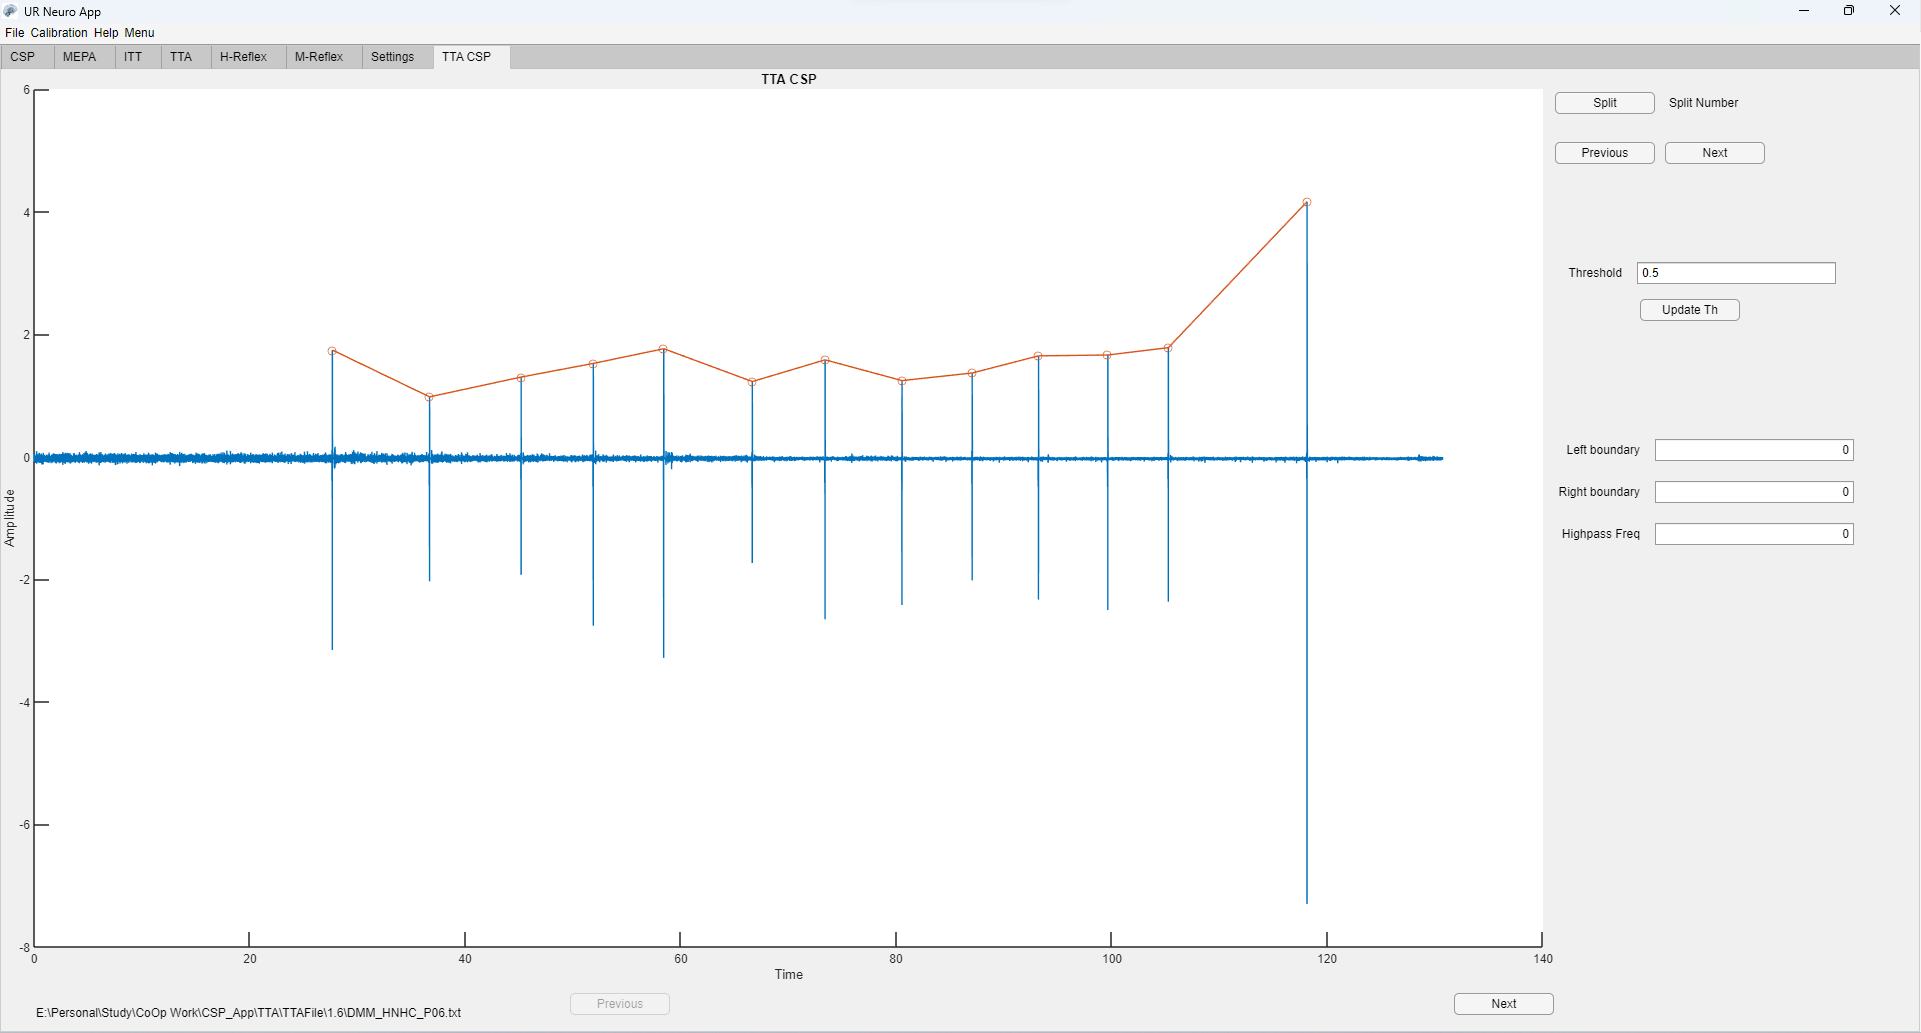 UR Neuro App
File Calibration Help Menu
CSP MEPA ITT TTA H-Reflex M-Reflex Settings TTA CSP
TTA CSP
6
4
2
0
-2
-4
-6
-8
Amplitude
0 20 40 60 80 100 120 140
Time
Split Split Number
Previous Next
Threshold 0.5
Update Th
Left boundary 0
Right boundary 0
Highpass Freq 0
Previous Next
E:\Personal\Study\CoOp Work\CSP_App\TTA\TTAFile\1.6\DMM_HNHC_P06.txt